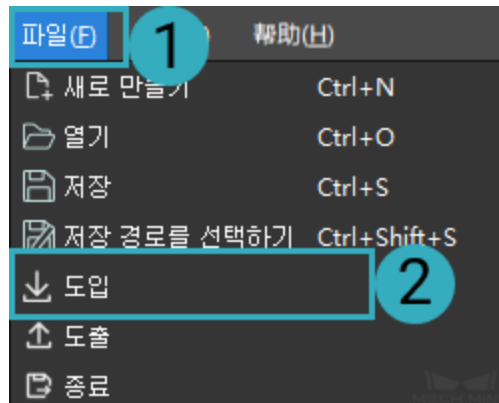 파일(F) 1 ) 帮助(H)
새로 만들기 Ctrl+N
열기 Ctrl+O
저장 Ctrl+S
저장 경로를 선택하기 Ctrl+Shift+S
도입 2
도출
종료